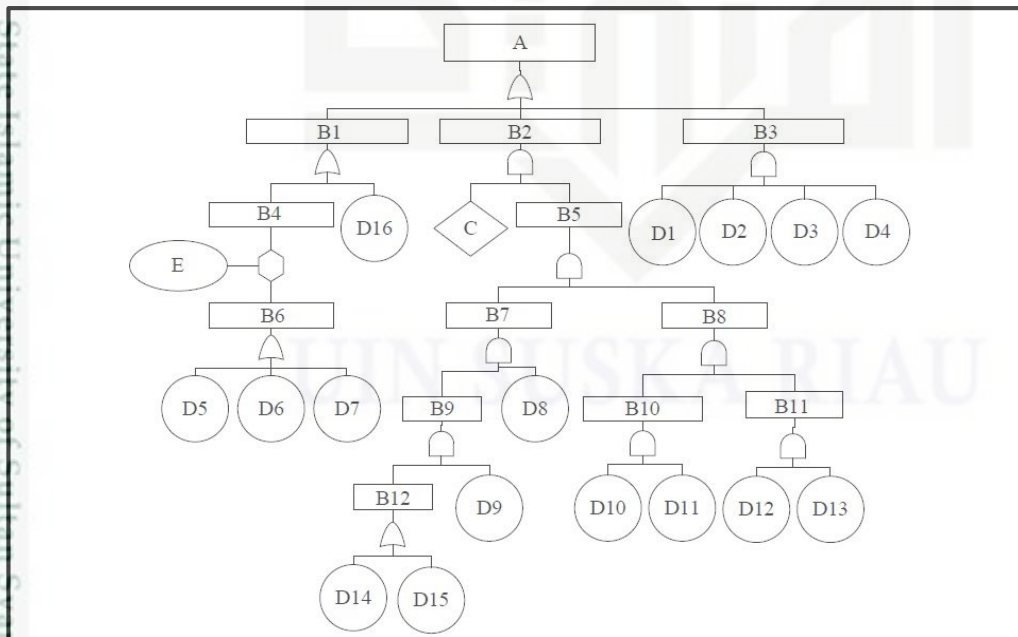 A
B1 B2 B3
B4 D16 C B5 D1 D2 D3 D4
E
B6 B7 B8
UIN SUSKA RIAU
D5 D6 D7 B9 D8 B10 B11
B12 D9 D10 D11 D12 D13
D14 D15